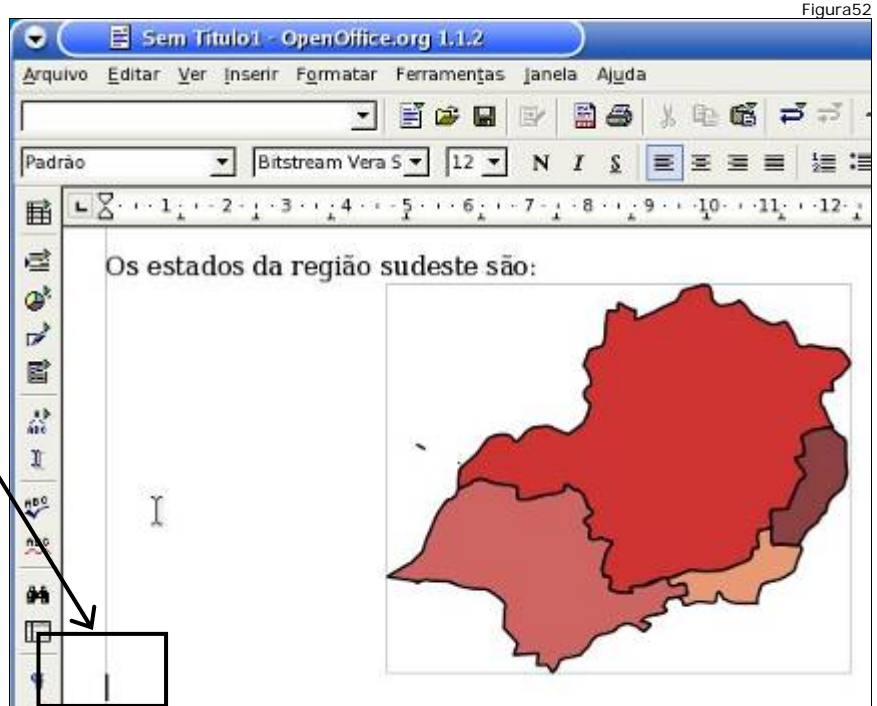 Figura52
Sem Titulo1 - OpenOffice.org 1.1.2
Arquivo Editar Ver Inserir Formatar Ferramentas Janela Ajuda
Padrão Bitstream Vera S 12 N I S
1 2 3 4 5 6 7 8 9 10 11 12
Os estados da região sudeste são: